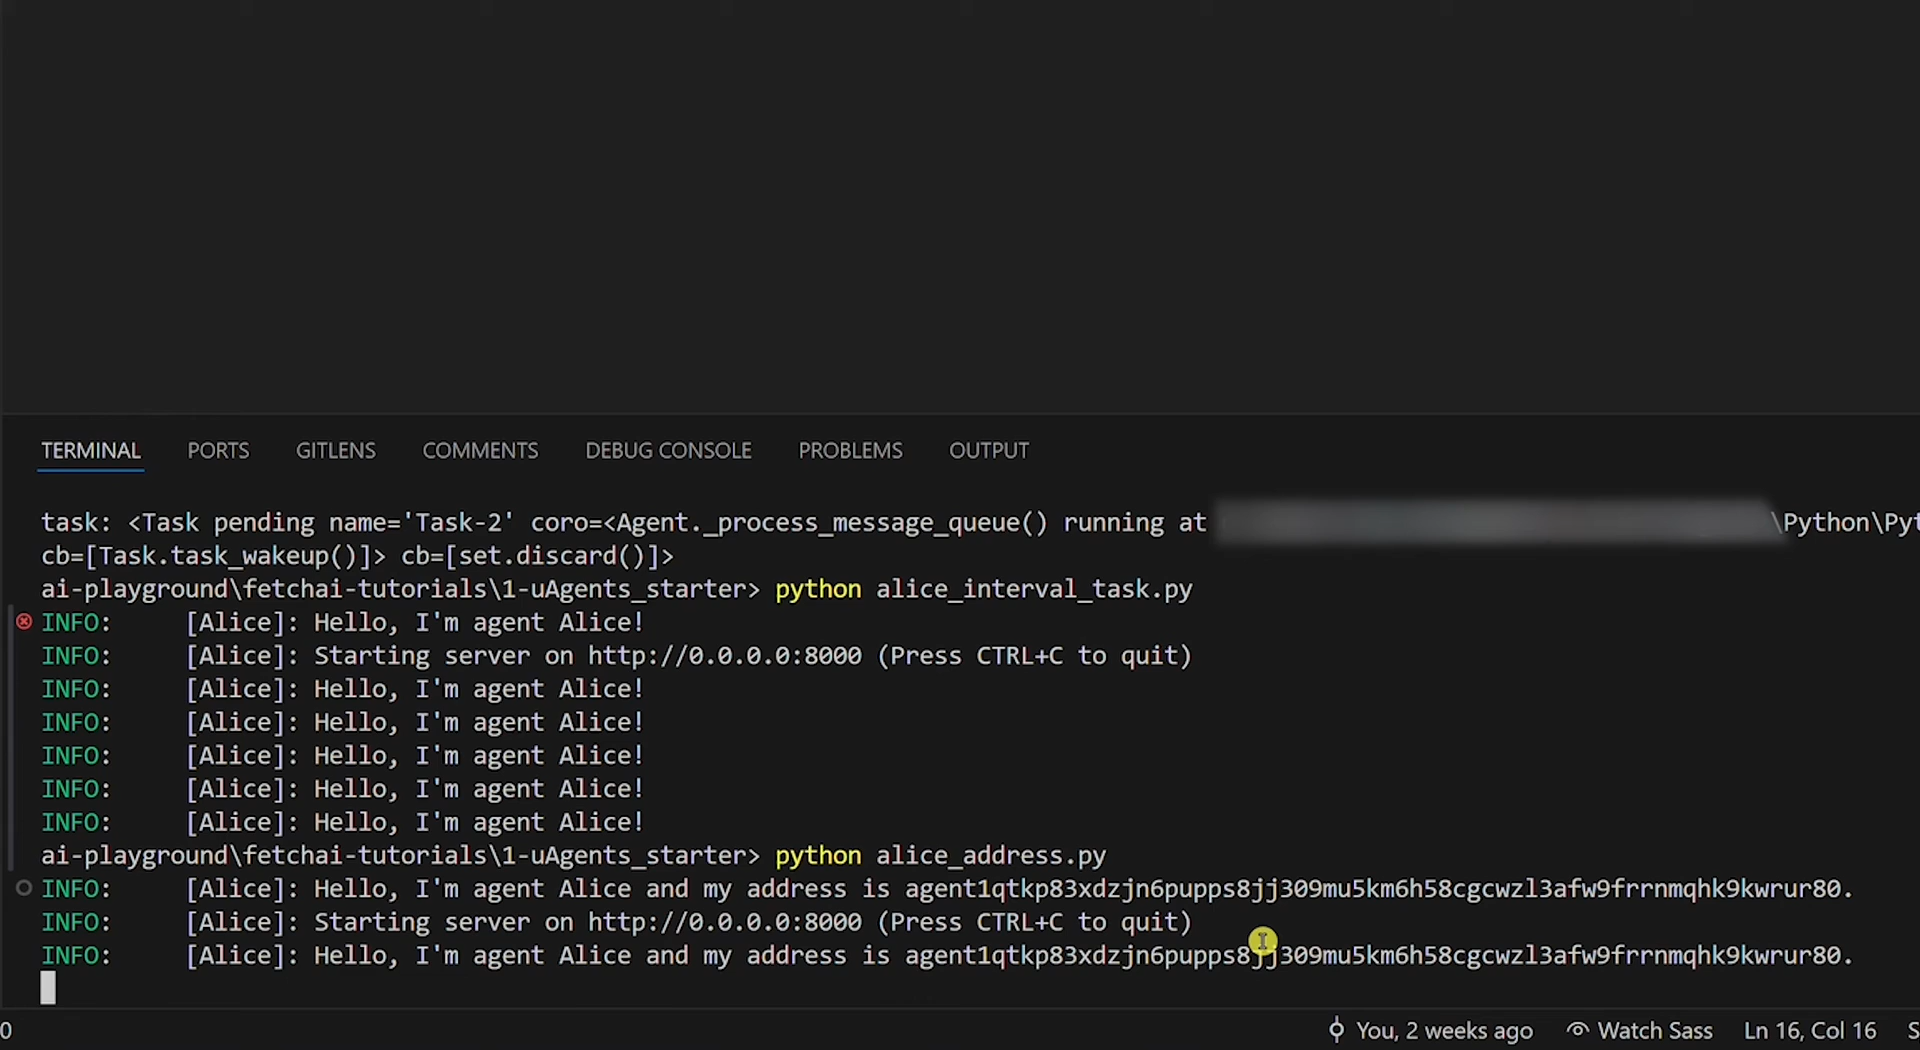 TERMINAL PORTS GITLENS COMMENTS DEBUG CONSOLE PROBLEMS OUTPUT
task: <Task pending name='Task-2' coro=<Agent._process_message_queue() running at \Python\Pyt
cb=[Task.task_wakeup()]> cb=[set.discard()]>
ai-playground\fetchai-tutorials\1-uAgents_starter> python alice_interval_task.py
INFO: [Alice]: Hello, I'm agent Alice!
INFO: [Alice]: Starting server on http://0.0.0.0:8000 (Press CTRL+C to quit)
INFO: [Alice]: Hello, I'm agent Alice!
INFO: [Alice]: Hello, I'm agent Alice!
INFO: [Alice]: Hello, I'm agent Alice!
INFO: [Alice]: Hello, I'm agent Alice!
INFO: [Alice]: Hello, I'm agent Alice!
ai-playground\fetchai-tutorials\1-uAgents_starter> python alice_address.py
INFO: [Alice]: Hello, I'm agent Alice and my address is agent1qtkp83xdzjn6pupps8jj309mu5km6h58cgcwzl3afw9frrnmqhk9kwrur80.
INFO: [Alice]: Starting server on http://0.0.0.0:8000 (Press CTRL+C to quit)
INFO: [Alice]: Hello, I'm agent Alice and my address is agent1qtkp83xdzjn6pupps8jj309mu5km6h58cgcwzl3afw9frrnmqhk9kwrur80.
0 You, 2 weeks ago Watch Sass Ln 16, Col 16 S